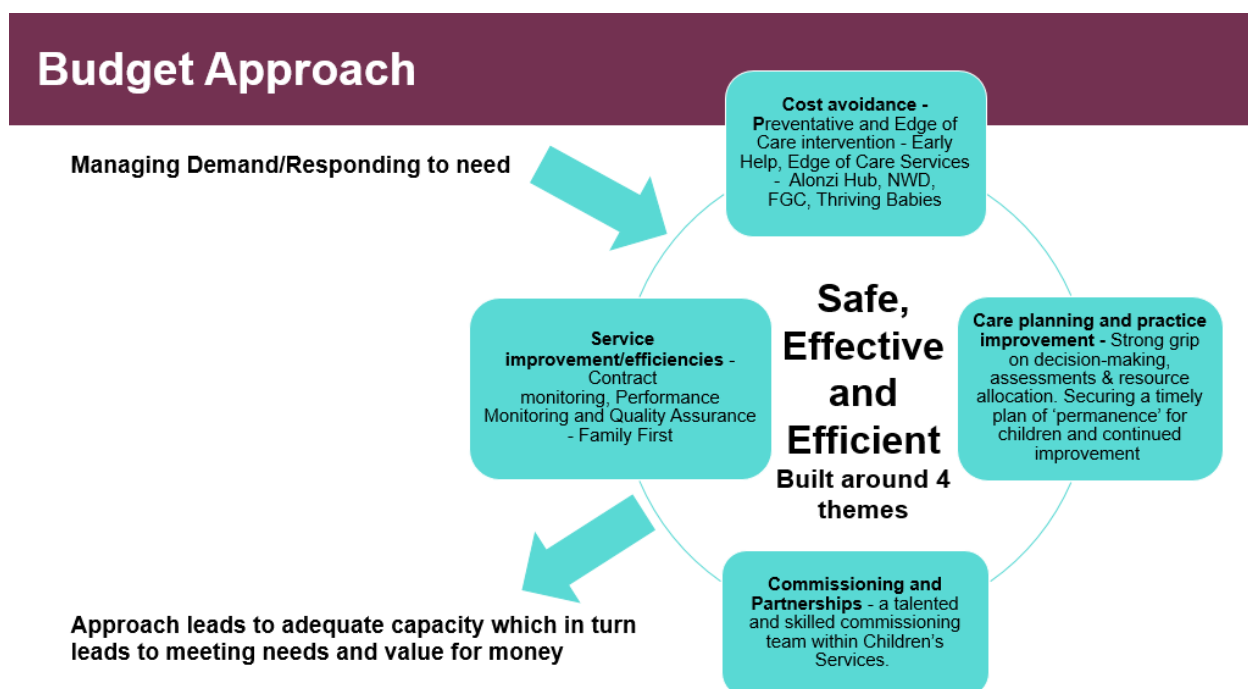 Budget Approach
Managing Demand/Responding to need
Cost avoidance -
Preventative and Edge of
Care intervention - Early
Help, Edge of Care Services
- Alonzi Hub, NWD,
FGC, Thriving Babies
Safe,
Effective
and
Efficient
Built around 4
themes
Care planning and practice
improvement - Strong grip
on decision-making,
assessments & resource
allocation. Securing a timely
plan of ‘permanence’ for
children and continued
improvement
Commissioning and
Partnerships - a talented
and skilled commissioning
team within Children’s
Services.
Service
improvement/efficiencies -
Contract
monitoring, Performance
Monitoring and Quality Assurance
- Family First
Approach leads to adequate capacity which in turn
leads to meeting needs and value for money